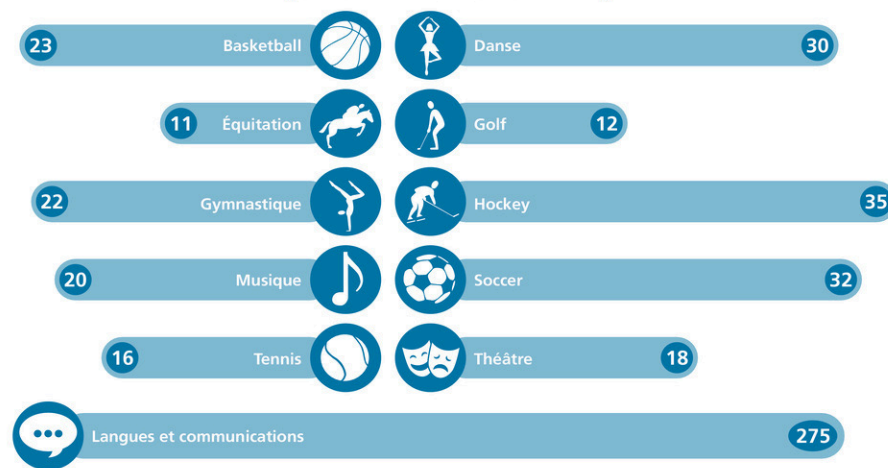 23 Basketball
Danse 30
11 Équitation
Golf 12
22 Gymnastique
Hockey 35
20 Musique
Soccer 32
16 Tennis
Théâtre 18
Langues et communications 275